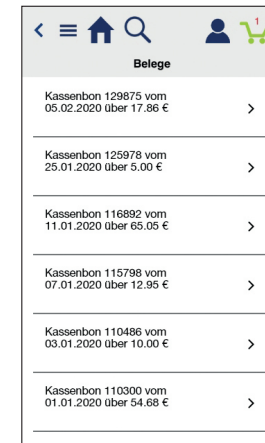 1
Belege
Kassenbon 129875 vom
05.02.2020 über 17.86 €
Kassenbon 125978 vom
25.01.2020 über 5.00 €
Kassenbon 116892 vom
11.01.2020 über 65.05 €
Kassenbon 115798 vom
07.01.2020 über 12.95 €
Kassenbon 110486 vom
03.01.2020 über 10.00 €
Kassenbon 110300 vom
01.01.2020 über 54.68 €